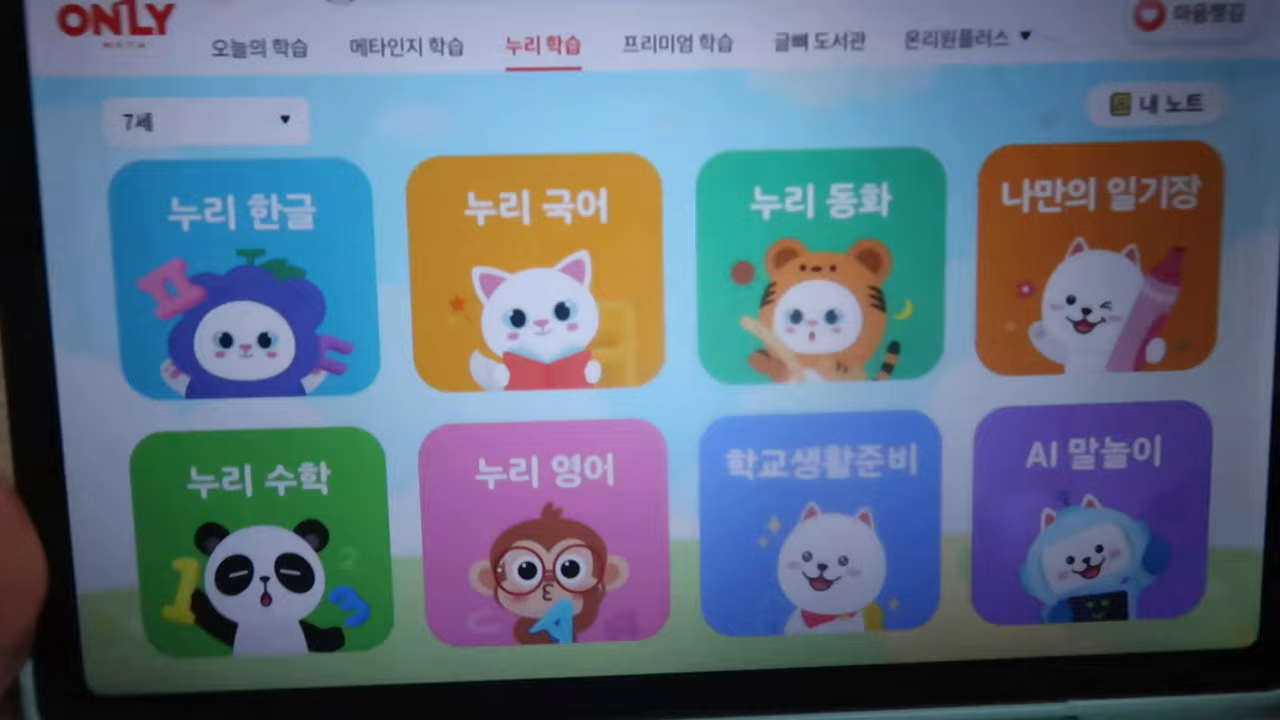 ON1LY
오늘의 학습
메타인지 학습
누리 학습
프리미엄 학습
글뼈 도서관
온리원플러스 ▼
마음챙김
7세 ▼
내 노트
누리 한글
누리 국어
누리 동화
나만의 일기장
누리 수학
누리 영어
학교생활준비
AI 말놀이